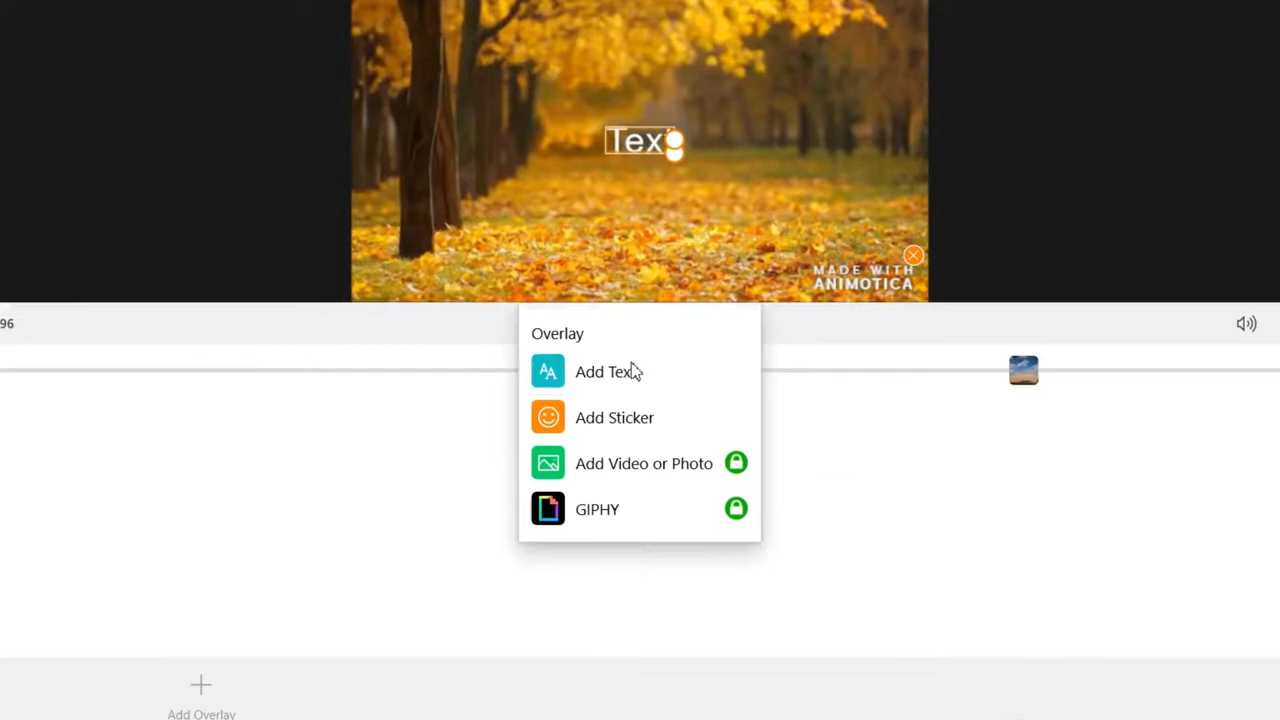 Tex
MADE WITH
ANIMOTICA
96
Overlay
Add Tex
Add Sticker
Add Video or Photo
GIPHY
Add Overlay